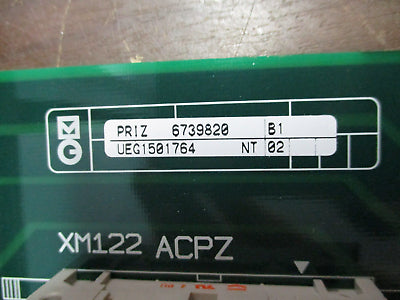 PRIZ 6739820 B1
UEG1501764 NT 02
XM122 ACPZ